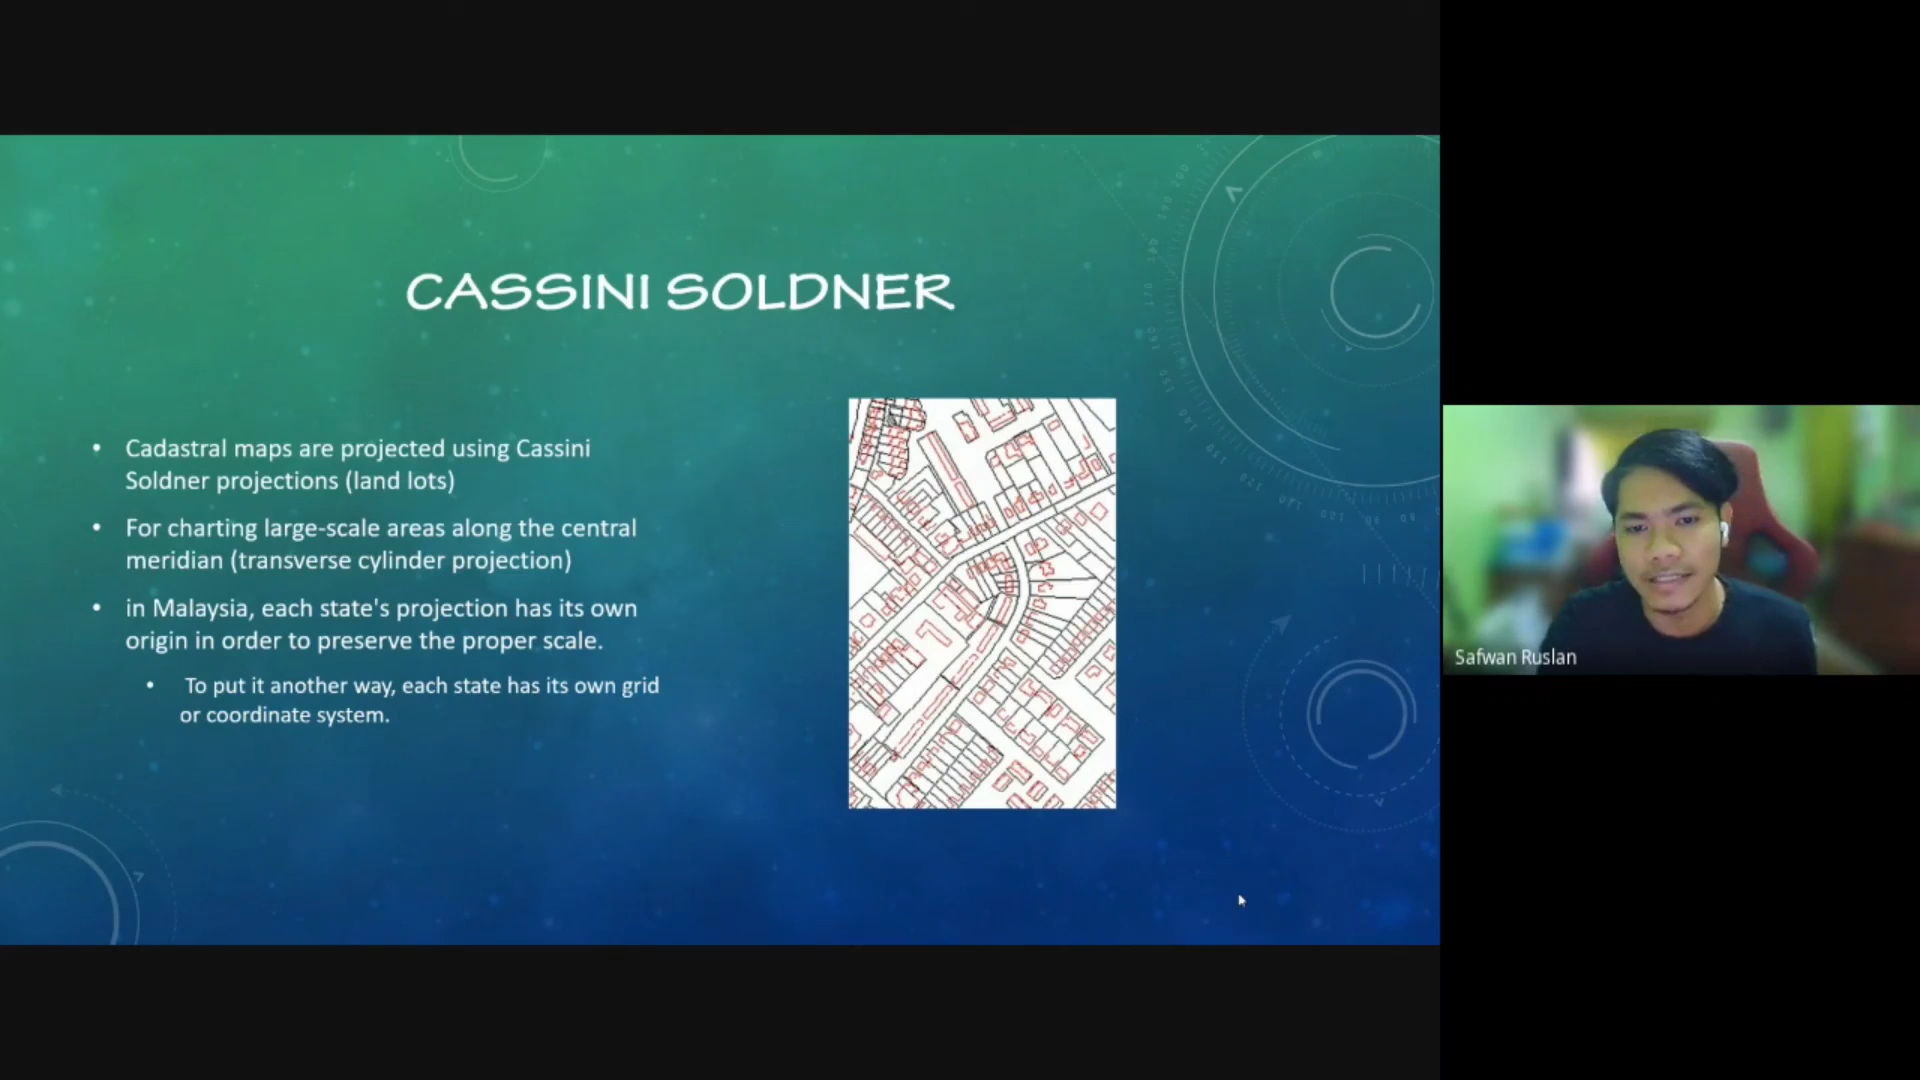 CASSINI SOLDNER
• Cadastral maps are projected using Cassini
Soldner projections (land lots)
• For charting large-scale areas along the central
meridian (transverse cylinder projection)
• in Malaysia, each state's projection has its own
origin in order to preserve the proper scale.
• To put it another way, each state has its own grid
or coordinate system.
Safwan Ruslan